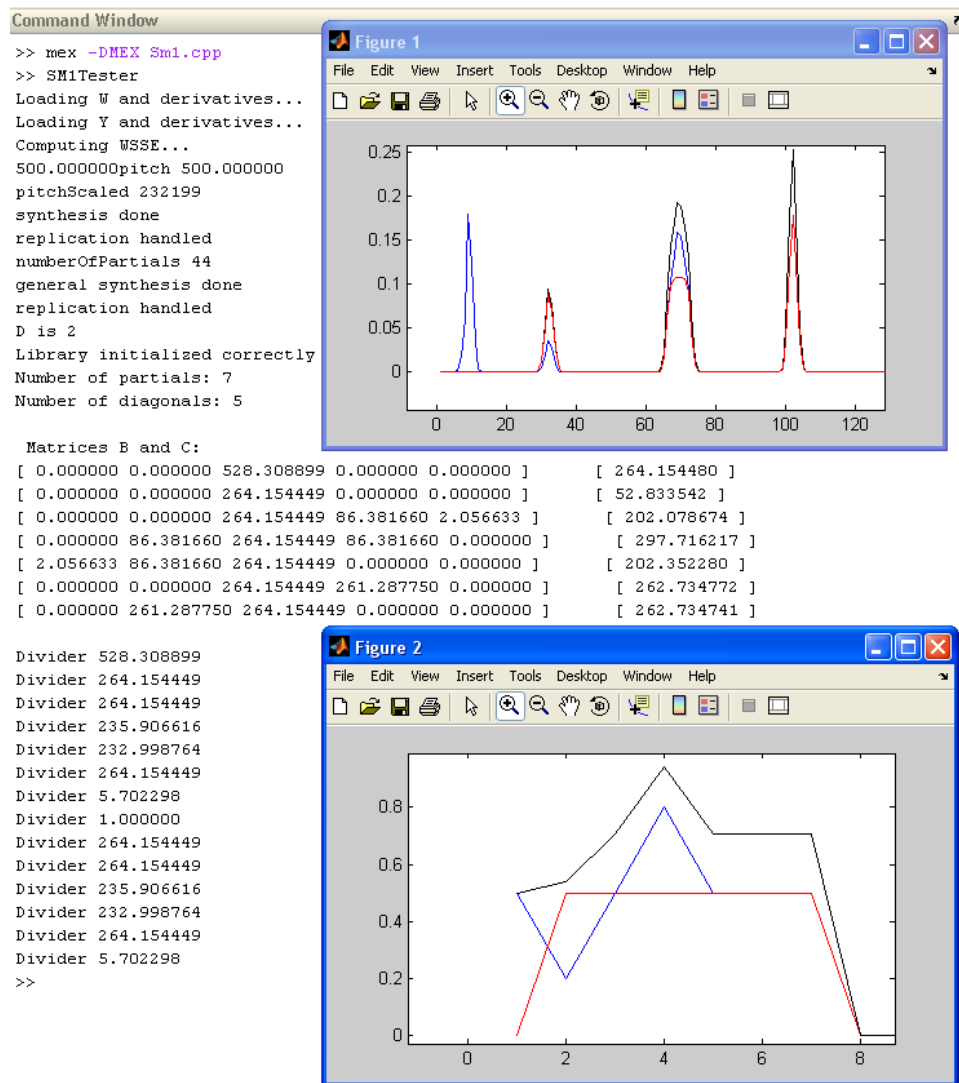 Command Window
>> mex -DMEX Sm1.cpp
>> SM1Tester
Loading W and derivatives...
Loading Y and derivatives...
Computing WSSE...
500.000000pitch 500.000000
pitchScaled 232199
synthesis done
replication handled
numberOfPartials 44
general synthesis done
replication handled
D is 2
Library initialized correctly
Number of partials: 7
Number of diagonals: 5
Figure 1
File Edit View Insert Tools Desktop Window Help
0.25
0.2
0.15
0.1
0.05
0
0 20 40 60 80 100 120
Matrices B and C:
[ 0.000000 0.000000 528.308899 0.000000 0.000000 ] [ 264.154480 ]
[ 0.000000 0.000000 264.154449 0.000000 0.000000 ] [ 52.833542 ]
[ 0.000000 0.000000 264.154449 86.381660 2.056633 ] [ 202.078674 ]
[ 0.000000 86.381660 264.154449 86.381660 0.000000 ] [ 297.716217 ]
[ 2.056633 86.381660 264.154449 0.000000 0.000000 ] [ 202.352280 ]
[ 0.000000 0.000000 264.154449 261.287750 0.000000 ] [ 262.734772 ]
[ 0.000000 261.287750 264.154449 0.000000 0.000000 ] [ 262.734741 ]
Divider 528.308899
Divider 264.154449
Divider 264.154449
Divider 235.906616
Divider 232.998764
Divider 264.154449
Divider 5.702298
Divider 1.000000
Divider 264.154449
Divider 264.154449
Divider 235.906616
Divider 232.998764
Divider 264.154449
Divider 5.702298
>>
Figure 2
File Edit View Insert Tools Desktop Window Help
0.8
0.6
0.4
0.2
0
0 2 4 6 8